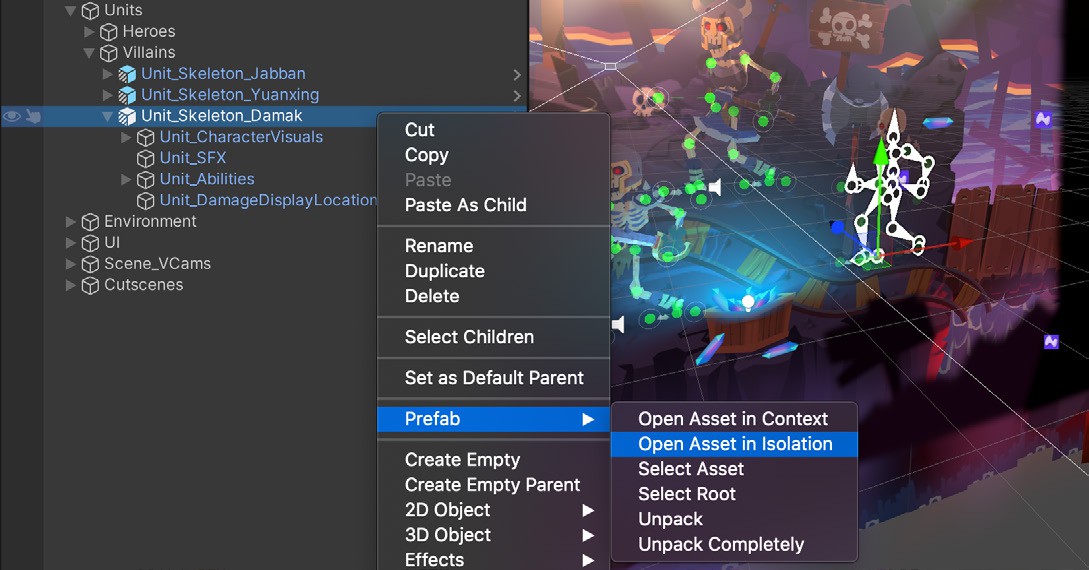 Units
Heroes
Villains
Unit_Skeleton_Jabban
Unit_Skeleton_Yuanxing
Unit_Skeleton_Damak
Unit_CharacterVisuals
Unit_SFX
Unit_Abilities
Unit_DamageDisplayLocation
Environment
UI
Scene_VCams
Cutscenes
Cut
Copy
Paste
Paste As Child
Rename
Duplicate
Delete
Select Children
Set as Default Parent
Prefab
Create Empty
Create Empty Parent
2D Object
3D Object
Effects
Open Asset in Context
Open Asset in Isolation
Select Asset
Select Root
Unpack
Unpack Completely